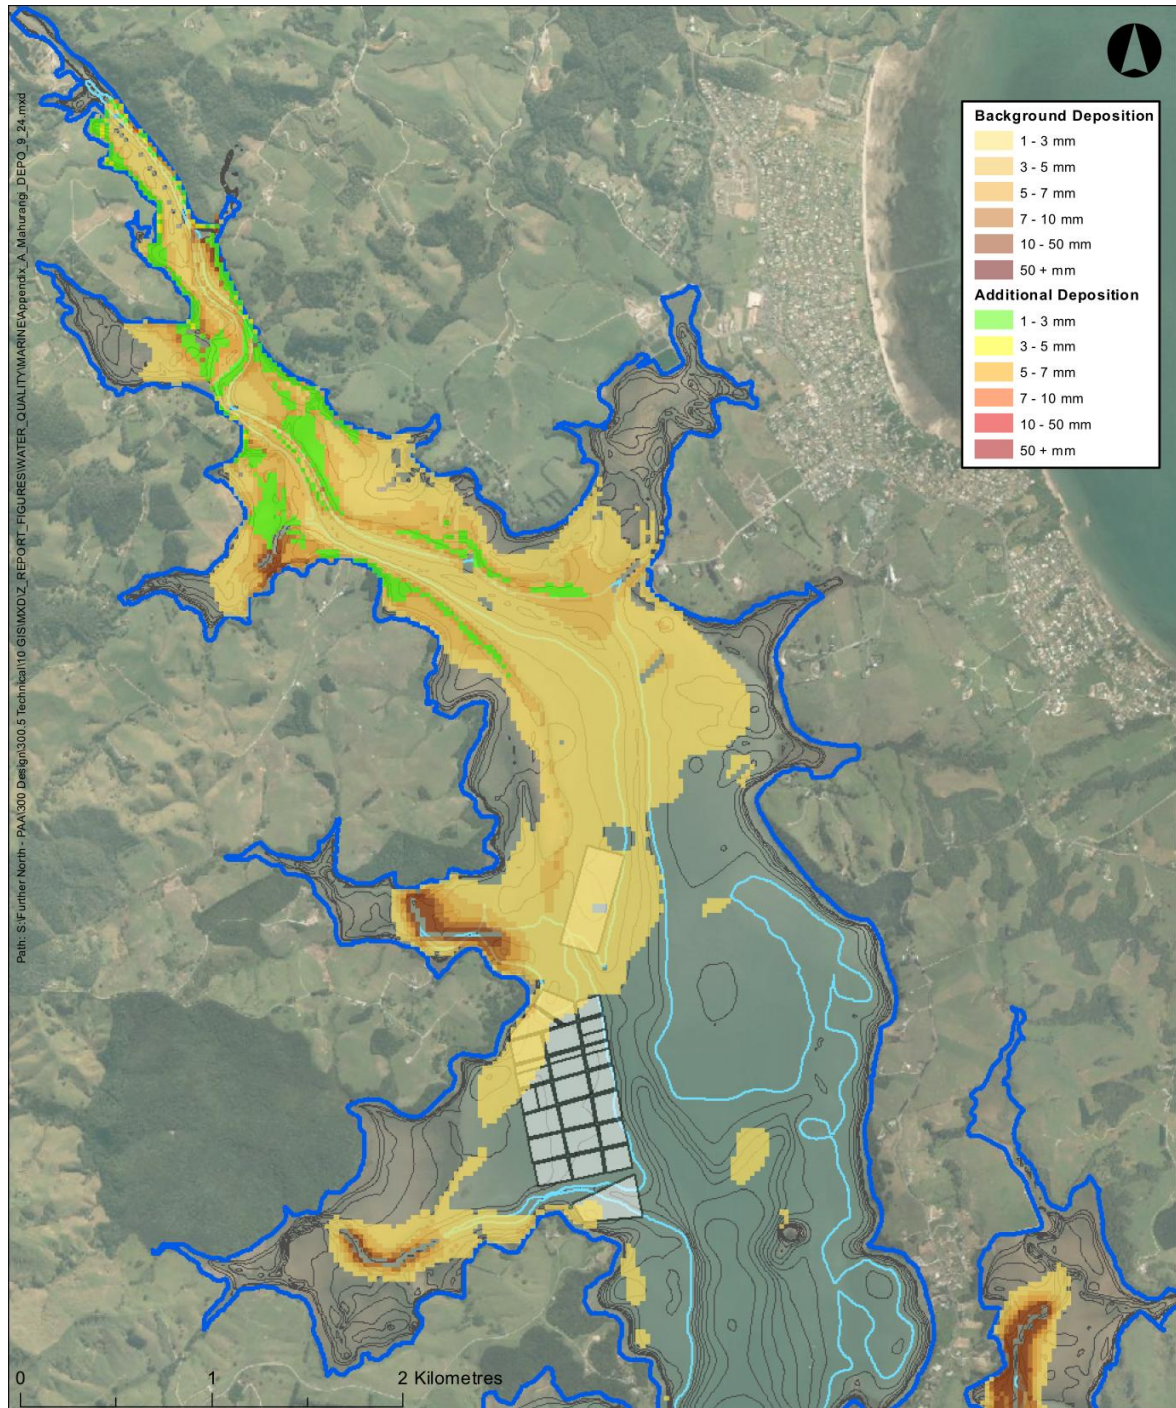 Background Deposition
1 - 3 mm
3 - 5 mm
5 - 7 mm
7 - 10 mm
10 - 50 mm
50 + mm
Additional Deposition
1 - 3 mm
3 - 5 mm
5 - 7 mm
7 - 10 mm
10 - 50 mm
50 + mm
Path: S:\Further North - PAA\300 Design\300.5 Technical\10 GIS\MXD\Z_REPORT_FIGURES\WATER_QUALITY\MARINE\Appendix_A_Mahurangi_DEPO_9_24.mxd
0 1 2 Kilometres